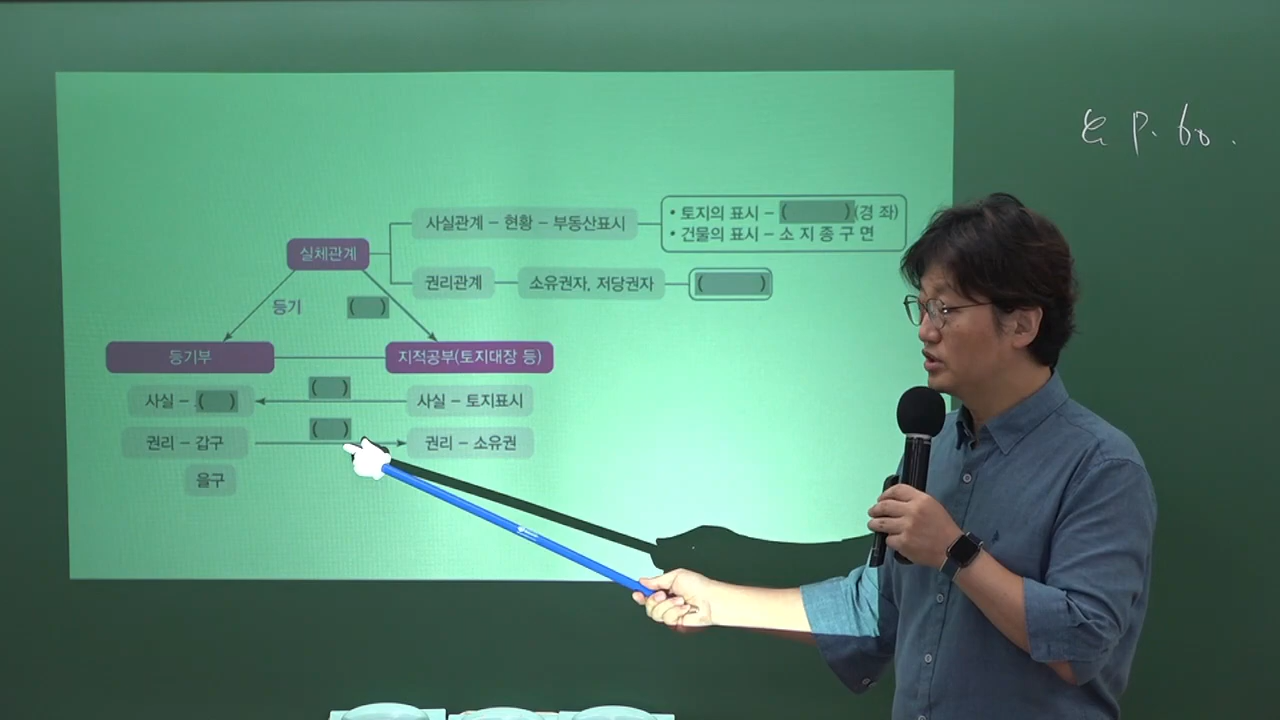 사실관계 – 현황 – 부동산표시
• 토지의 표시 – ( )(경 좌)
• 건물의 표시 – 소 지 종 구 면
실체관계
권리관계
소유권자, 저당권자
( )
등기
( )
등기부
지적공부(토지대장 등)
사실 – ( )
( )
사실 – 토지표시
권리 – 갑구
( )
권리 – 소유권
을구
p. 60.